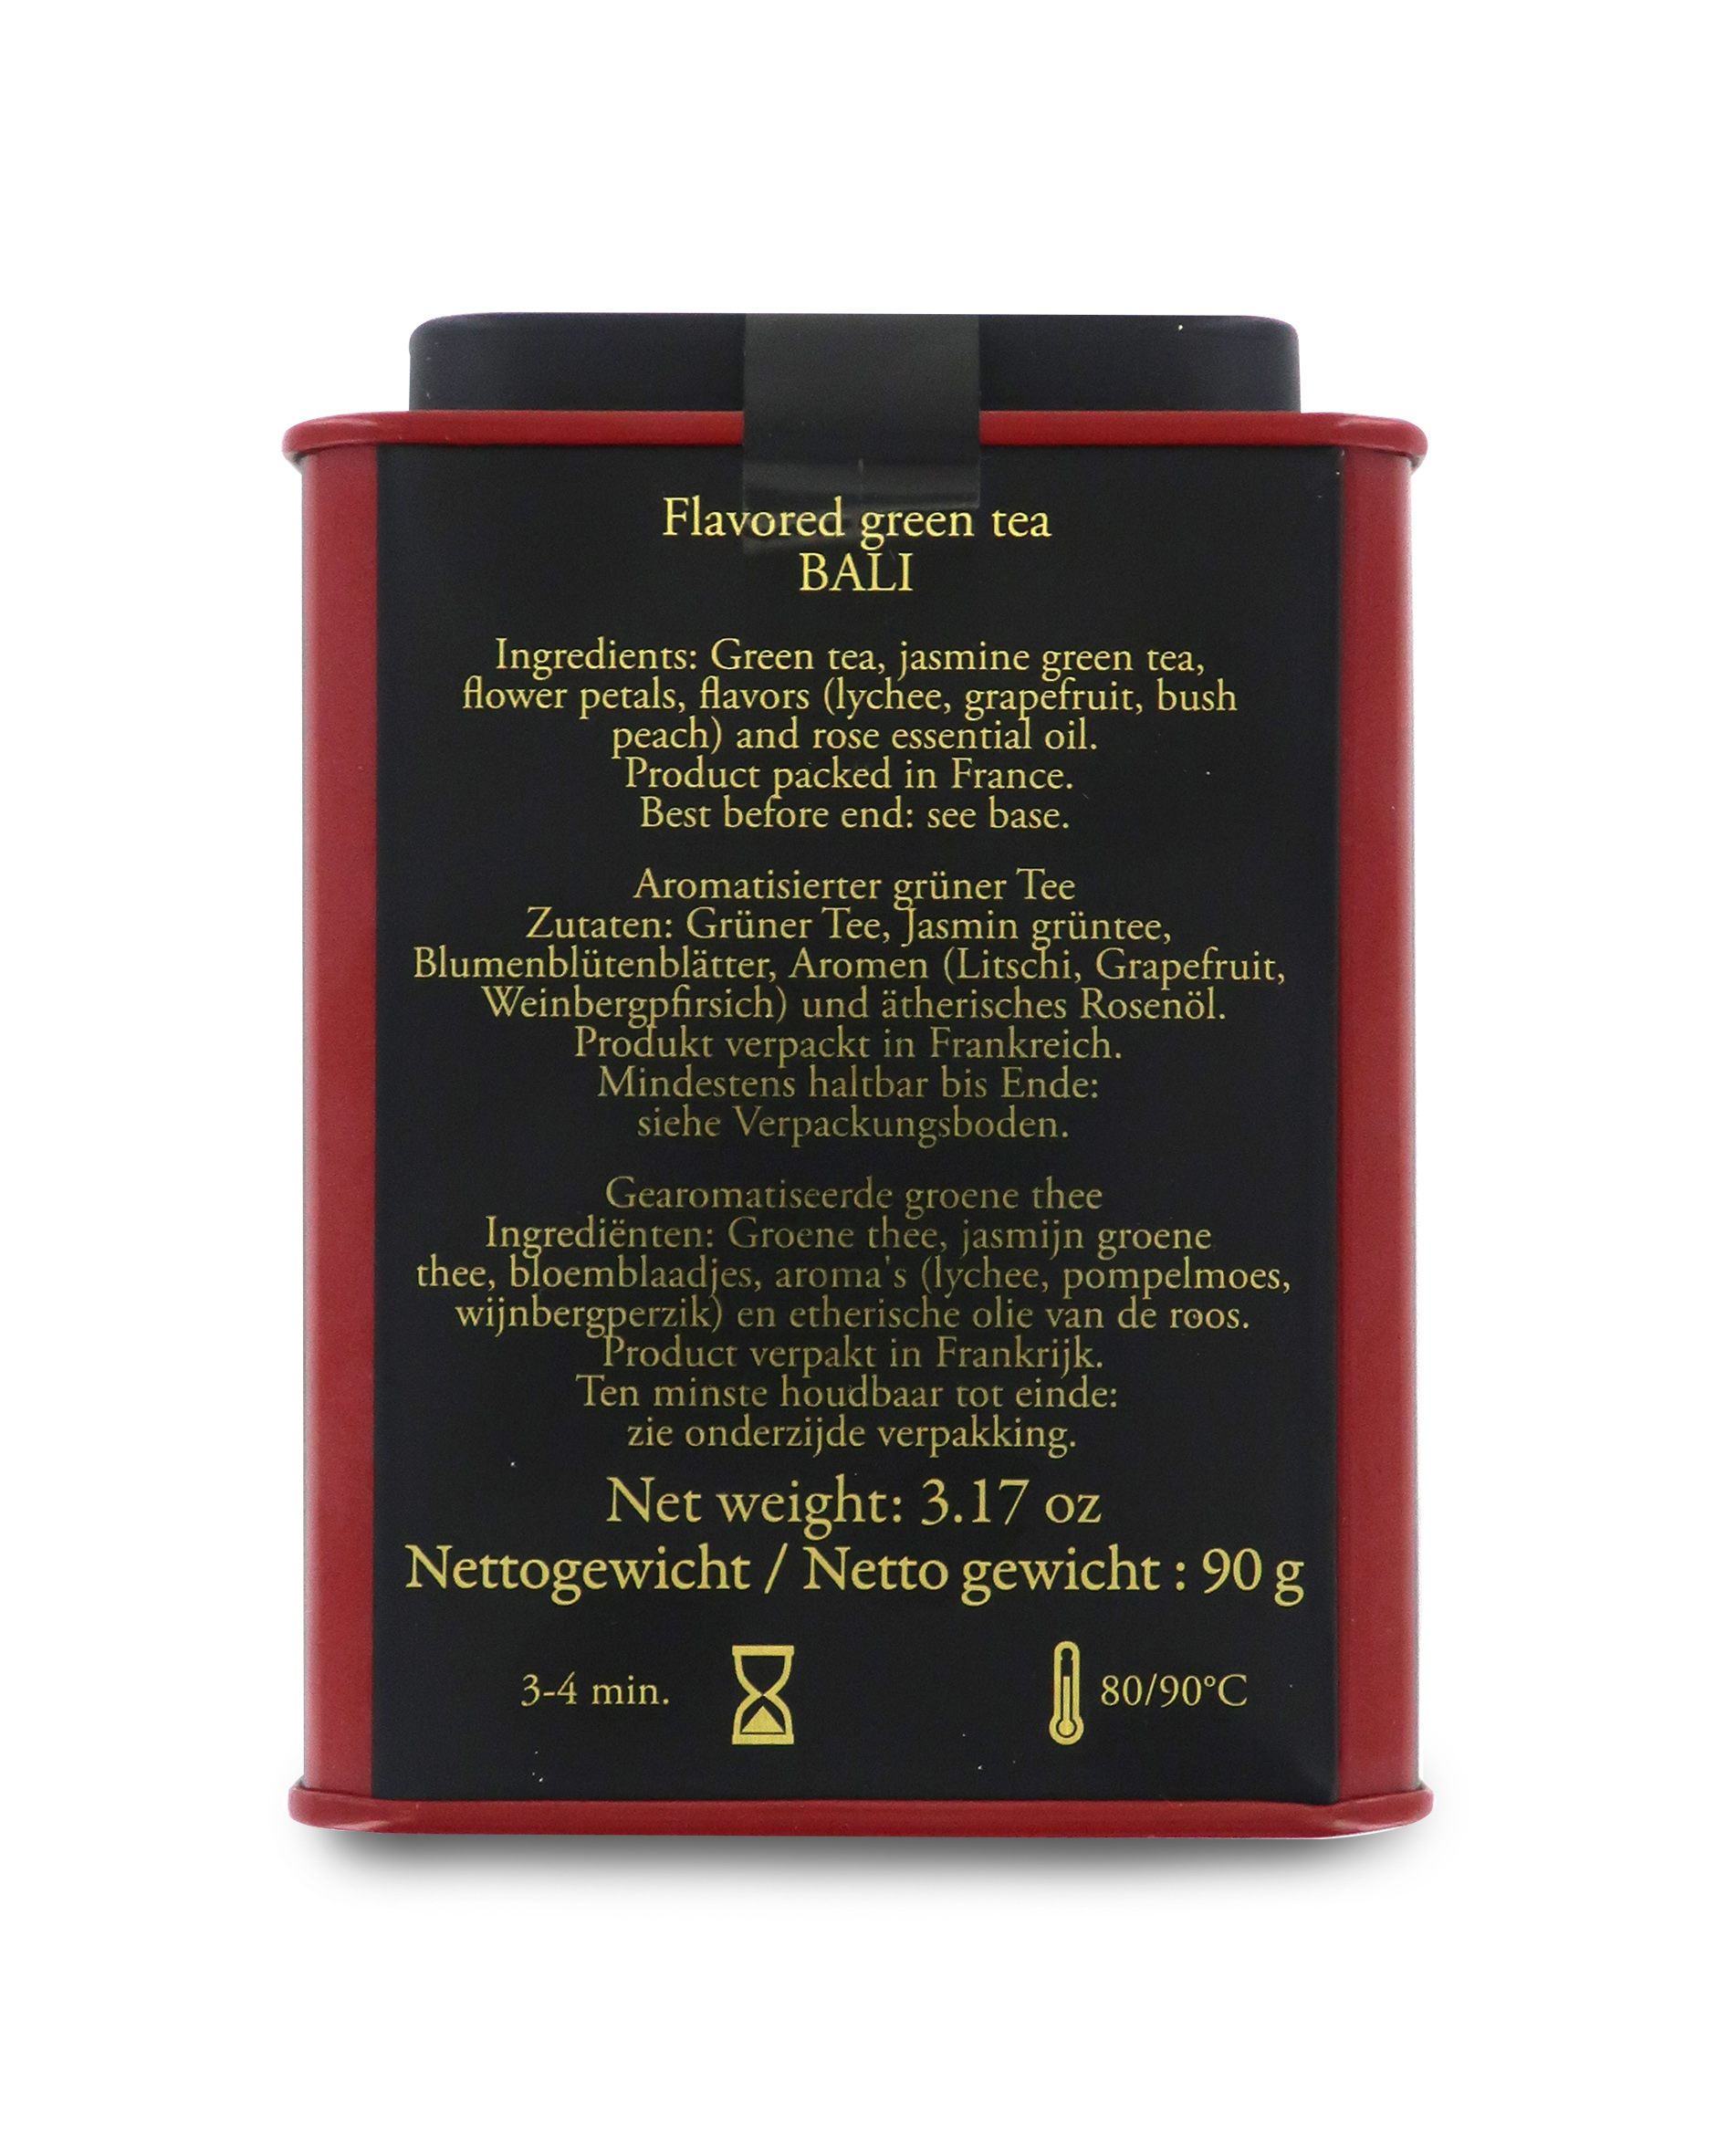 Flavored green tea
BALI
Ingredients: Green tea, jasmine green tea,
flower petals, flavors (lychee, grapefruit, bush
peach) and rose essential oil.
Product packed in France.
Best before end: see base.
Aromatisierter grüner Tee
Zutaten: Grüner Tee, Jasmin grüntee,
Blumenblütenblätter, Aromen (Litschi, Grapefruit,
Weinbergpfirsich) und ätherisches Rosenöl.
Produkt verpackt in Frankreich.
Mindestens haltbar bis Ende:
siehe Verpackungsboden.
Gearomatiseerde groene thee
Ingrediënten: Groene thee, jasmijn groene
thee, bloemblaadjes, aroma's (lychee, pompelmoes,
wijnbergperzik) en etherische olie van de roos.
Product verpakt in Frankrijk.
Ten minste houdbaar tot einde:
zie onderzijde verpakking.
Net weight: 3.17 oz
Nettogewicht / Netto gewicht : 90 g
3-4 min. 80/90°C